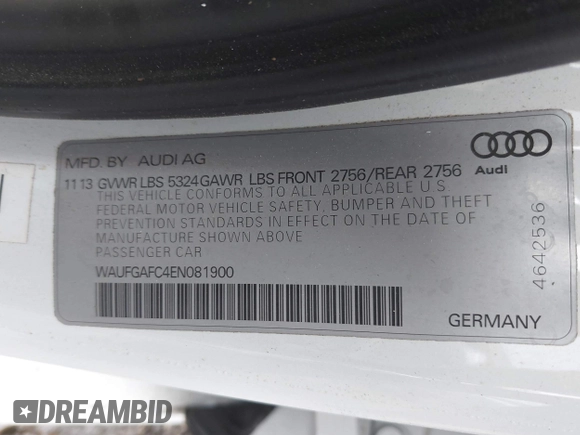 MFD. BY AUDI AG
11 13 GVWR LBS 5324 GAWR LBS FRONT 2756/REAR 2756
THIS VEHICLE CONFORMS TO ALL APPLICABLE U.S.
FEDERAL MOTOR VEHICLE SAFETY, BUMPER AND THEFT
PREVENTION STANDARDS IN EFFECT ON THE DATE OF
MANUFACTURE SHOWN ABOVE
PASSENGER CAR
WAUFGAFC4EN081900
Audi
4642536
GERMANY
DREAMBID